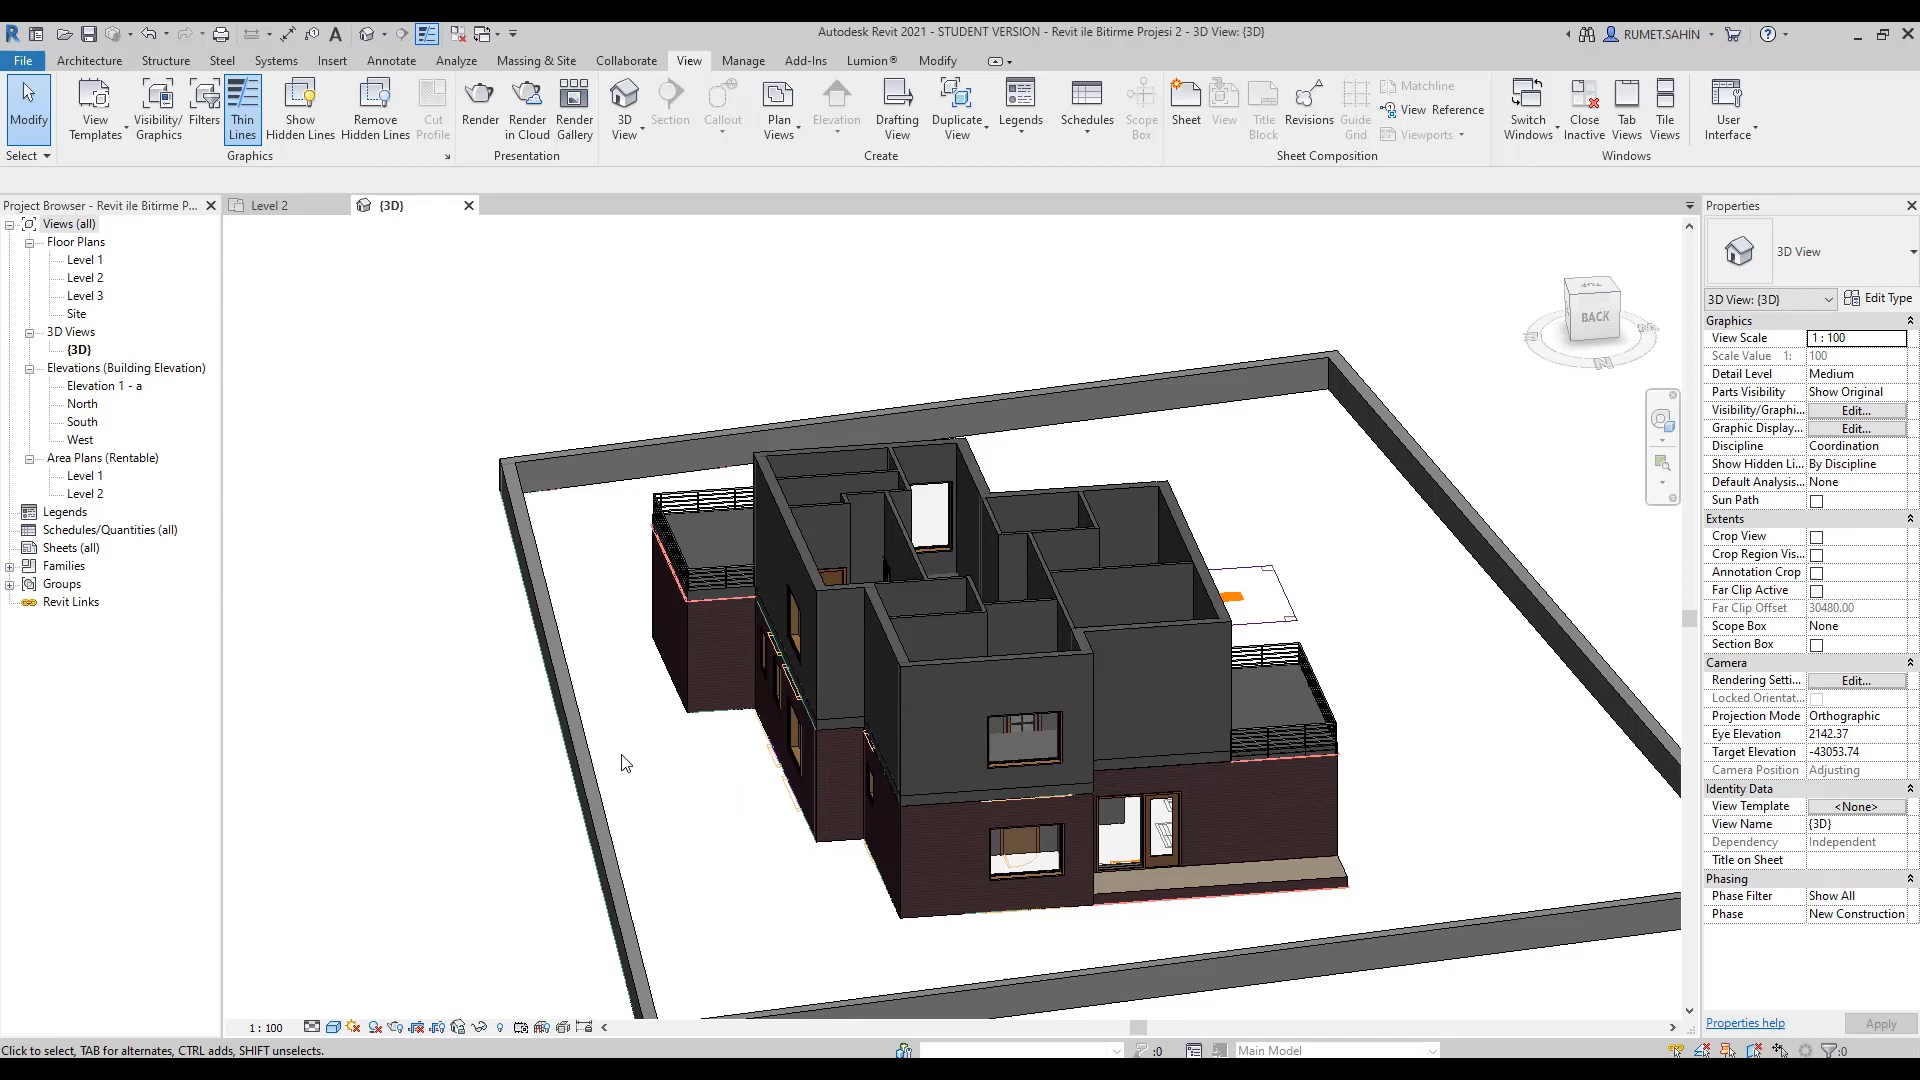 Autodesk Revit 2021 - STUDENT VERSION - Revit ile Bitirme Projesi 2 - 3D View: {3D}
RUMET.SAHİN
File Architecture Structure Steel Systems Insert Annotate Analyze Massing & Site Collaborate View Manage Add-Ins Lumion® Modify
Modify
View Templates
Visibility/ Graphics
Filters
Thin Lines
Show Hidden Lines
Remove Hidden Lines
Cut Profile
Render
Render in Cloud
Render Gallery
3D View
Section
Callout
Plan Views
Elevation
Drafting View
Duplicate View
Legends
Schedules
Scope Box
Sheet
View
Title Block
Revisions
Guide Grid
Matchline
View Reference
Viewports
Switch Windows
Close Inactive
Tab Views
Tile Views
User Interface
Select
Graphics
Presentation
Create
Sheet Composition
Windows
Project Browser - Revit ile Bitirme P...
Views (all)
Floor Plans
Level 1
Level 2
Level 3
Site
3D Views
{3D}
Elevations (Building Elevation)
Elevation 1 - a
North
South
West
Area Plans (Rentable)
Level 1
Level 2
Legends
Schedules/Quantities (all)
Sheets (all)
Families
Groups
Revit Links
Level 2
{3D}
TOP
BACK
N
Properties
3D View
3D View: {3D}
Edit Type
Graphics
View Scale 1 : 100
Scale Value 1: 100
Detail Level Medium
Parts Visibility Show Original
Visibility/Graphi... Edit...
Graphic Display... Edit...
Discipline Coordination
Show Hidden Li... By Discipline
Default Analysis... None
Sun Path
Extents
Crop View
Crop Region Vis...
Annotation Crop
Far Clip Active
Far Clip Offset 30480.00
Scope Box None
Section Box
Camera
Rendering Setti... Edit...
Locked Orientat...
Projection Mode Orthographic
Eye Elevation 2142.37
Target Elevation -43053.74
Camera Position Adjusting
Identity Data
View Template <None>
View Name {3D}
Dependency Independent
Title on Sheet
Phasing
Phase Filter Show All
Phase New Construction
Properties help
Apply
1 : 100
Click to select, TAB for alternates, CTRL adds, SHIFT unselects.
:0
Main Model
:0